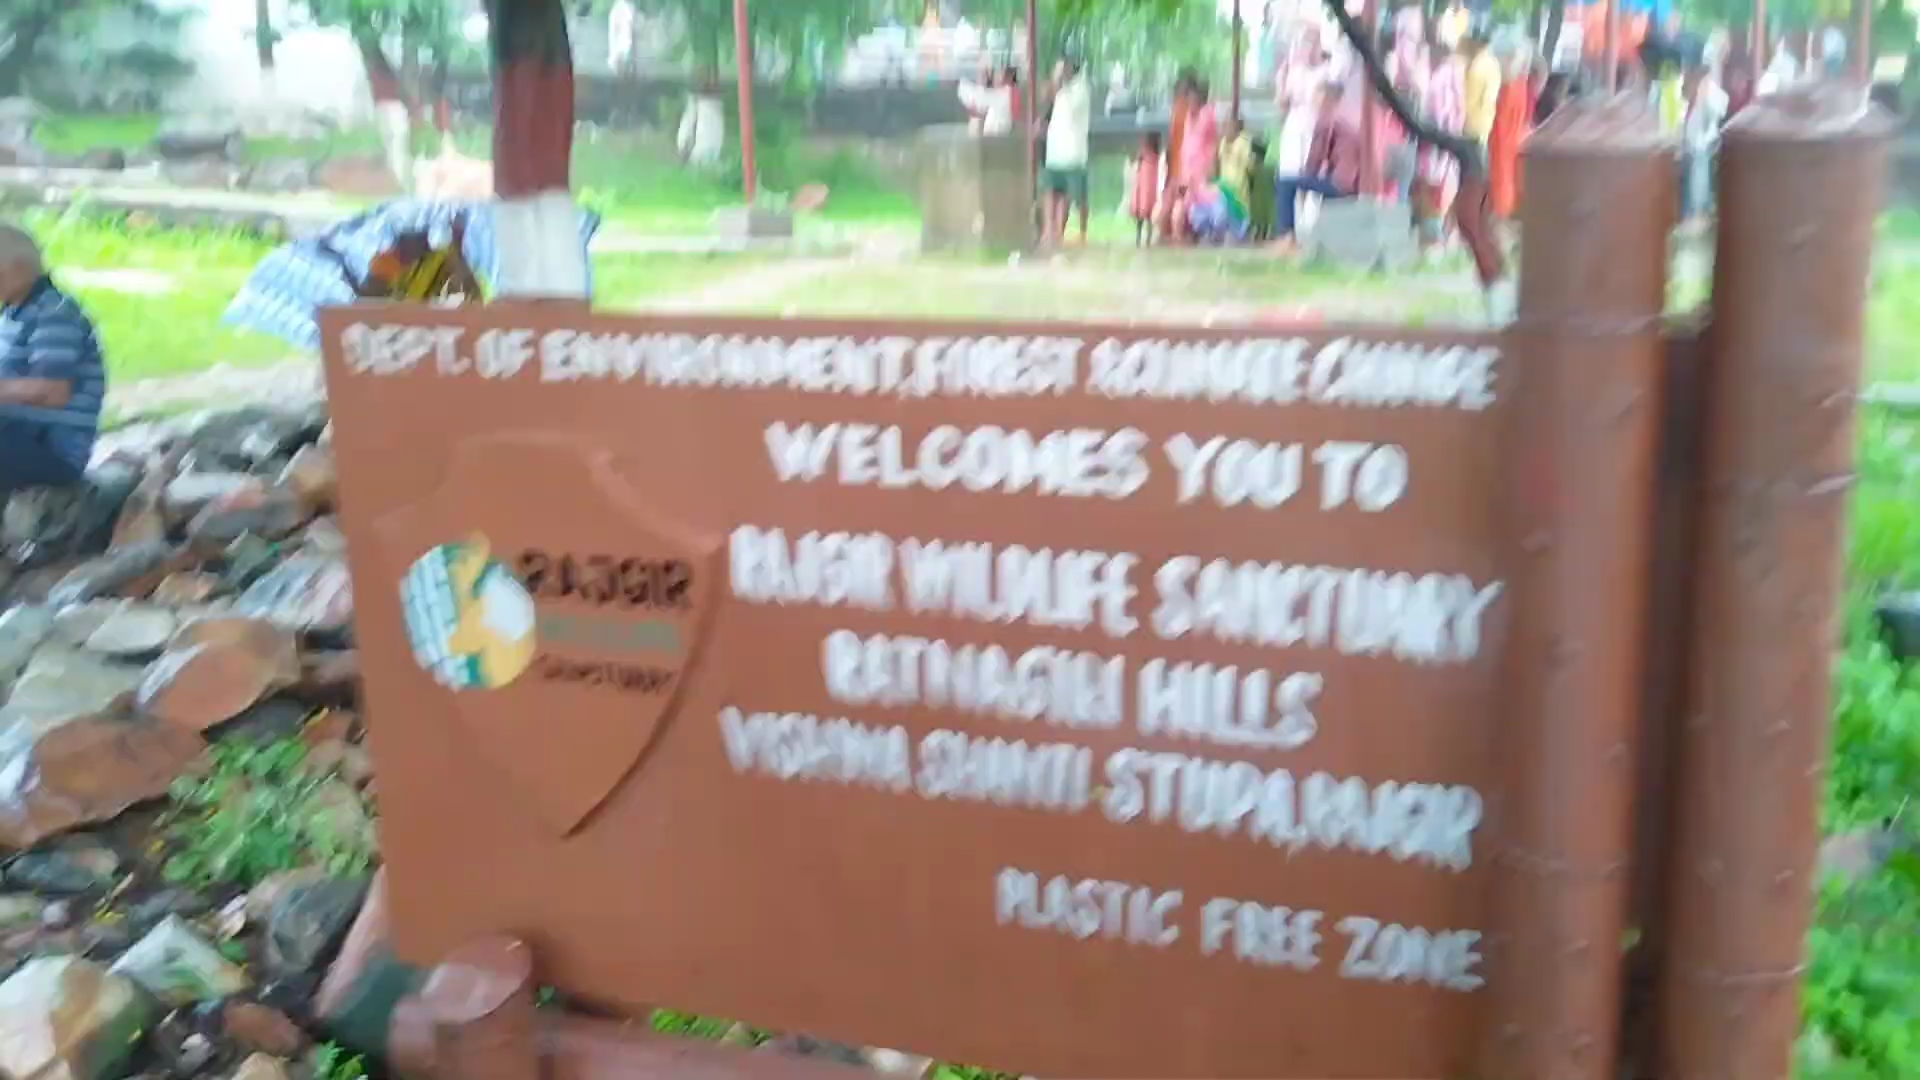 DEPT. OF ENVIRONMENT, FOREST & CLIMATE CHANGE
WELCOMES YOU TO
RAJGIR WILDLIFE SANCTUARY
RATNAGIRI HILLS
VISHWA SHANTI STUPA, RAJGIR
PLASTIC FREE ZONE
RAJGIR
SANCTUARY